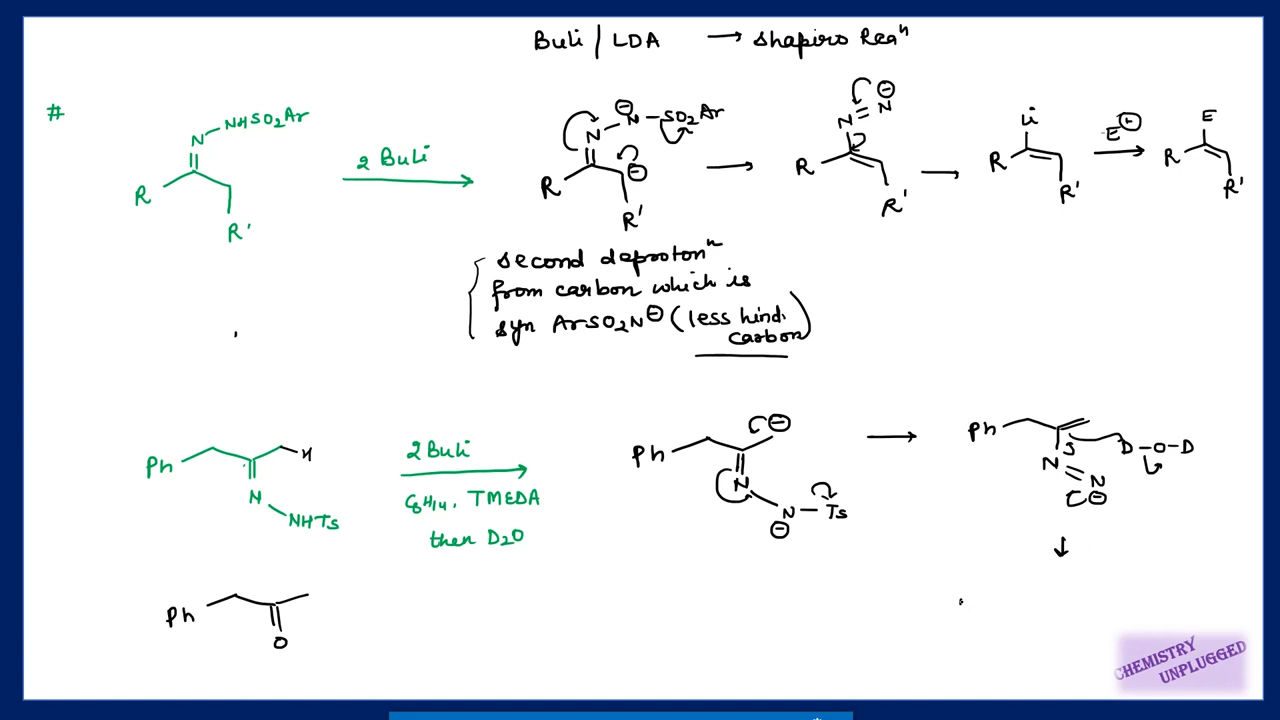 BuLi / LDA → Shapiro Reaⁿ
#
N NHSO2Ar
R
R'
2 BuLi
⊖
N N SO2Ar
R ⊖
R'
⊖
N = N
R
R'
Li
R
R'
E⊕
E
R
R'
second deprotonⁿ
from carbon which is
syn ArSO2N⊖ (less hind.
carbon)
Ph
H
N
NHTs
2 BuLi
C6H14, TMEDA
then D2O
Ph
⊖
N
N - Ts
⊖
Ph
N
N
⊖
D-O-D
Ph
O
CHEMISTRY
UNPLUGGED